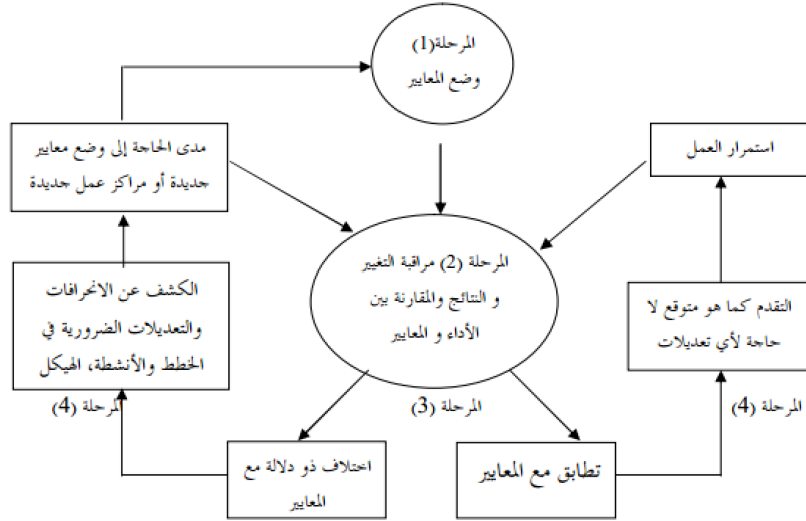 المرحلة(1)
وضع المعايير
مدى الحاجة إلى وضع معايير
جديدة أو مراكز عمل جديدة
استمرار العمل
المرحلة (2) مراقبة التغيير
و النتائج والمقارنة بين
الأداء و المعايير
الكشف عن الانحرافات
والتعديلات الضرورية في
الخطط والأنشطة، الهيكل
التقدم كما هو متوقع لا
حاجة لأي تعديلات
المرحلة (4)
المرحلة (3)
المرحلة (4)
اختلاف ذو دلالة مع
المعايير
تطابق مع المعايير